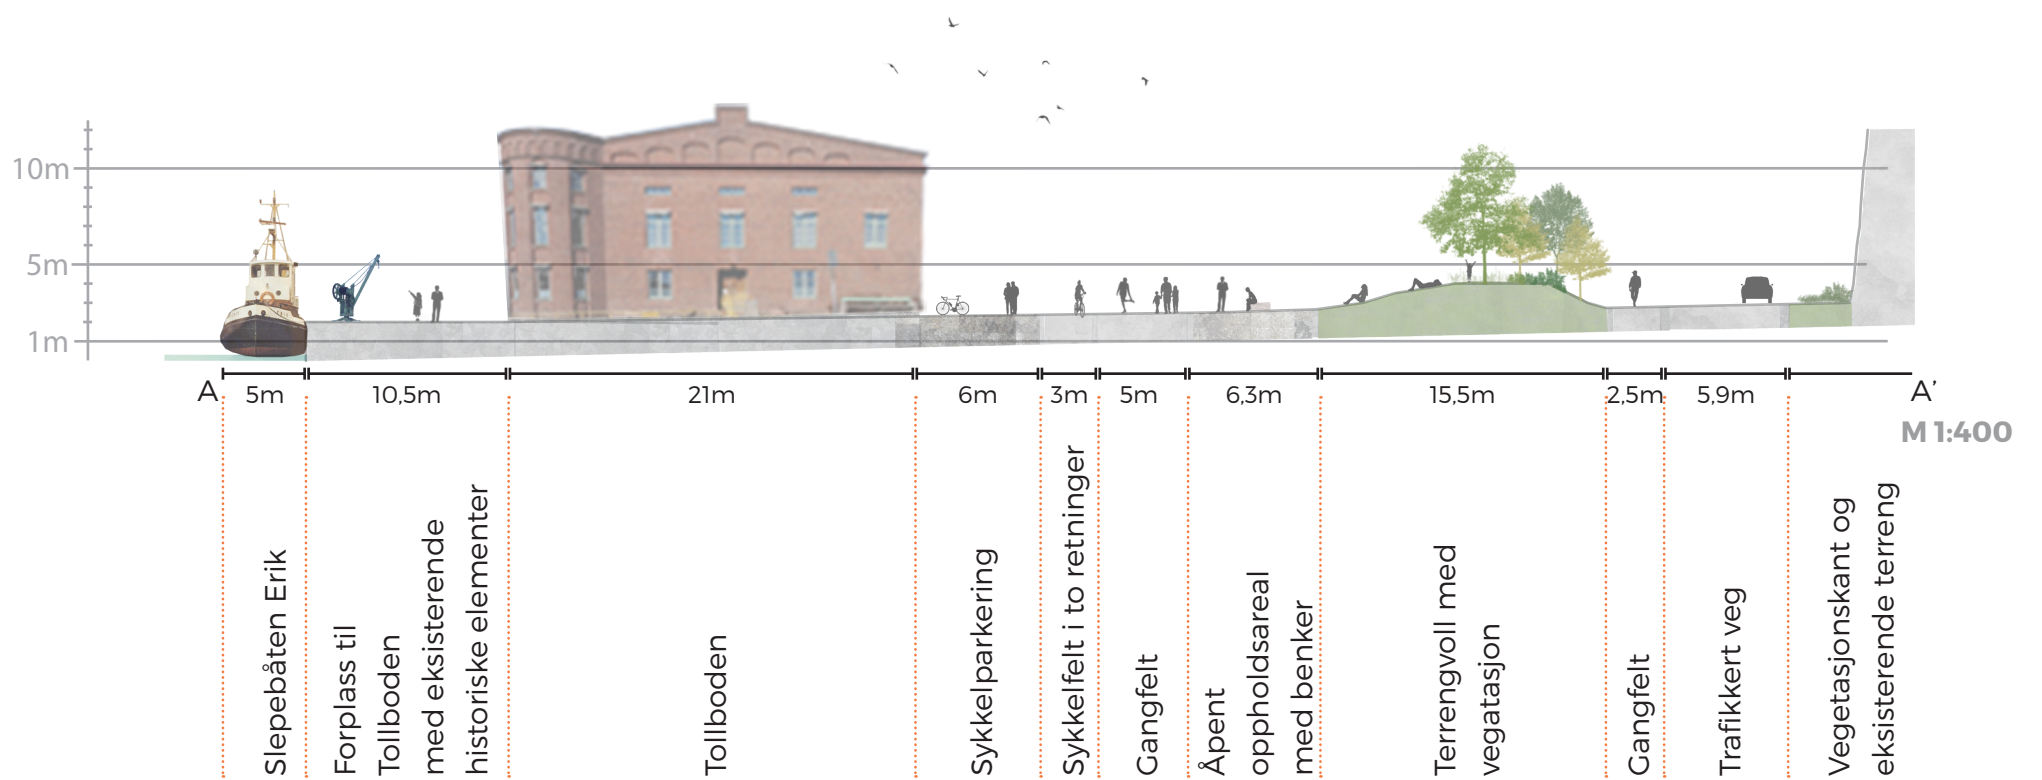 10m
5m
1m
A
5m
10,5m
21m
6m
3m
5m
6,3m
15,5m
2,5m
5,9m
A’
M 1:400
Slepebåten Erik
Forplass til
Tollboden
med eksisterende
historiske elementer
Tollboden
Sykkelparkering
Sykkelfelt i to retninger
Gangfelt
Åpent
oppholdsareal
med benker
Terrengvoll med
vegatasjon
Gangfelt
Trafikkert veg
Vegetasjonskant og
eksisterende terreng